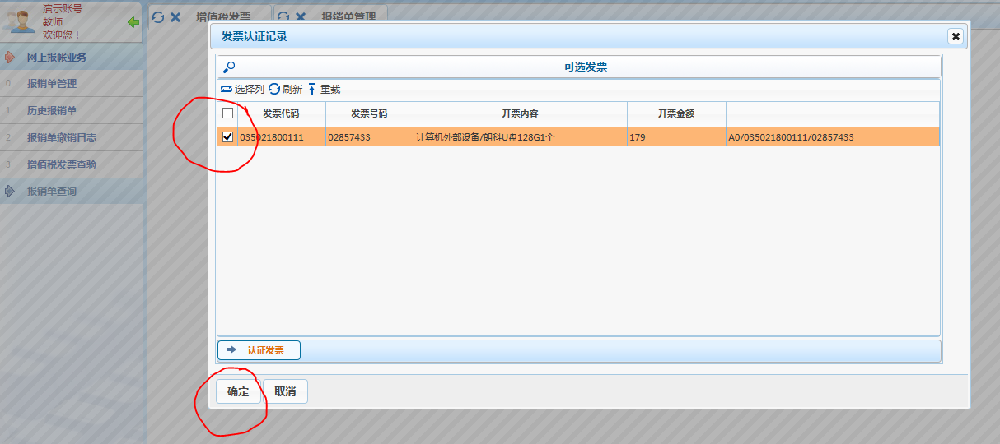 演示账号
教师
欢迎您！
网上报帐业务
0 报销单管理
1 历史报销单
2 报销单撤销日志
3 增值税发票查验
报销单查询
增值税发票 报销单管理
发票认证记录
可选发票
选择列 刷新 重载
发票代码 发票号码 开票内容 开票金额
035021800111 02857433 计算机外部设备/朗科U盘128G1个 179 A0/035021800111/02857433
认证发票
确定 取消